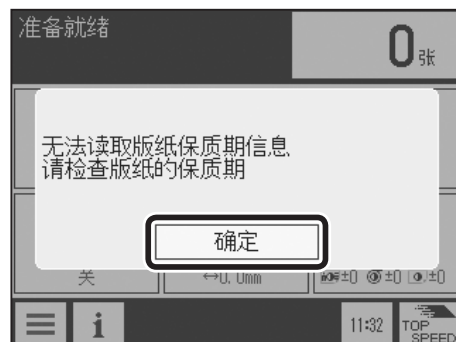 准备就绪
0张
无法读取版纸保质期信息
请检查版纸的保质期
确定
关
↔0.0mm
±0 ±0 ±0
i
11:32
TOP SPEED